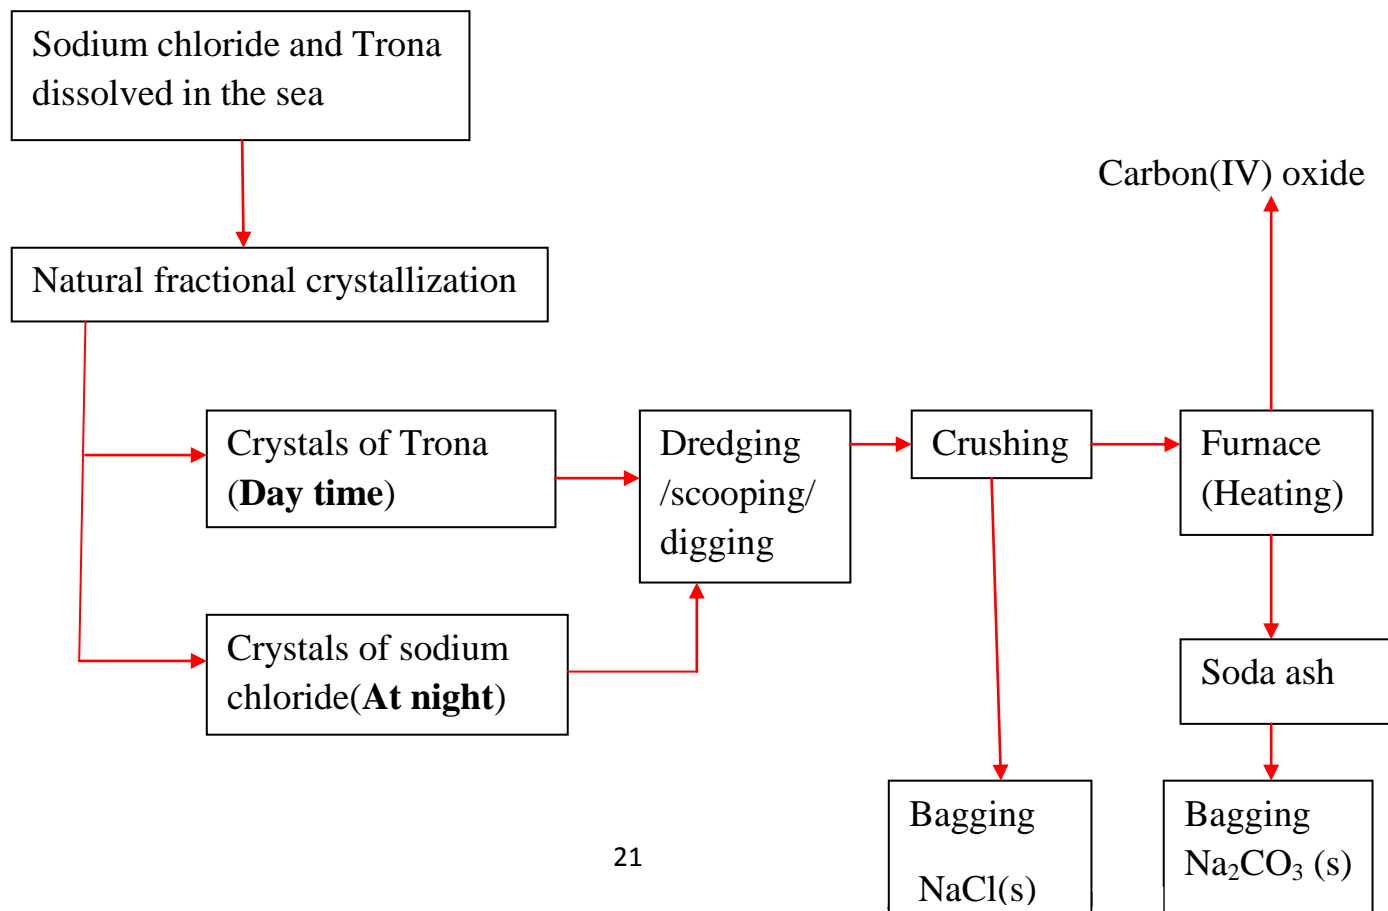 Sodium chloride and Trona
dissolved in the sea
Carbon(IV) oxide
Natural fractional crystallization
Crystals of Trona
(Day time)
Dredging
/scooping/
digging
Crushing
Furnace
(Heating)
Crystals of sodium
chloride(At night)
Soda ash
Bagging
NaCl(s)
Bagging
Na₂CO₃ (s)
21